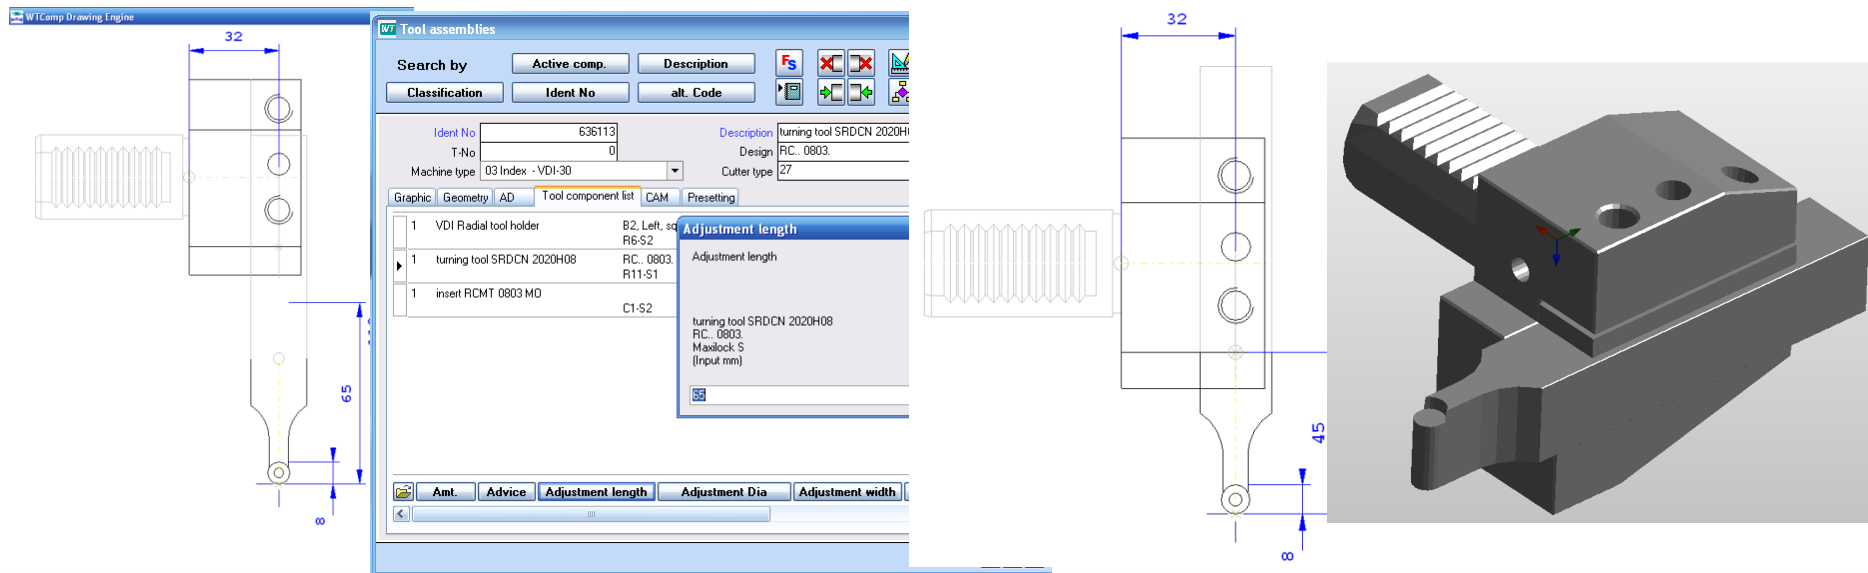 WTComp Drawing Engine
32
65
8
WT Tool assemblies
Search by
Active comp.
Description
Classification
Ident No
alt. Code
FS
Ident No 636113
Description turning tool SRDCN 2020H
T-No 0
Design RC.. 0803.
Machine type 03 Index - VDI-30
Cutter type 27
Graphic Geometry AD Tool component list CAM Presetting
1 VDI Radial tool holder B2, Left, sq
R6-S2
1 turning tool SRDCN 2020H08 RC.. 0803.
R11-S1
1 insert RCMT 0803 MO
C1-S2
Adjustment length
Adjustment length
turning tool SRDCN 2020H08
RC.. 0803.
Maxilock S
(Input mm)
65
Amt. Advice Adjustment length Adjustment Dia Adjustment width
32
45
8